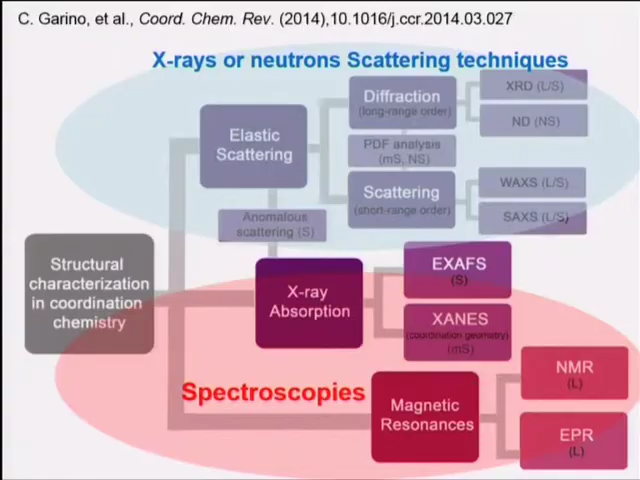 C. Garino, et al., Coord. Chem. Rev. (2014),10.1016/j.ccr.2014.03.027
X-rays or neutrons Scattering techniques
Elastic
Scattering
Diffraction
(long-range order)
XRD (L/S)
ND (NS)
PDF analysis
(mS, NS)
Scattering
(short-range order)
WAXS (L/S)
SAXS (L/S)
Anomalous
scattering (S)
Structural
characterization
in coordination
chemistry
X-ray
Absorption
EXAFS
(S)
XANES
(coordination geometry)
(mS)
Spectroscopies
Magnetic
Resonances
NMR
(L)
EPR
(L)